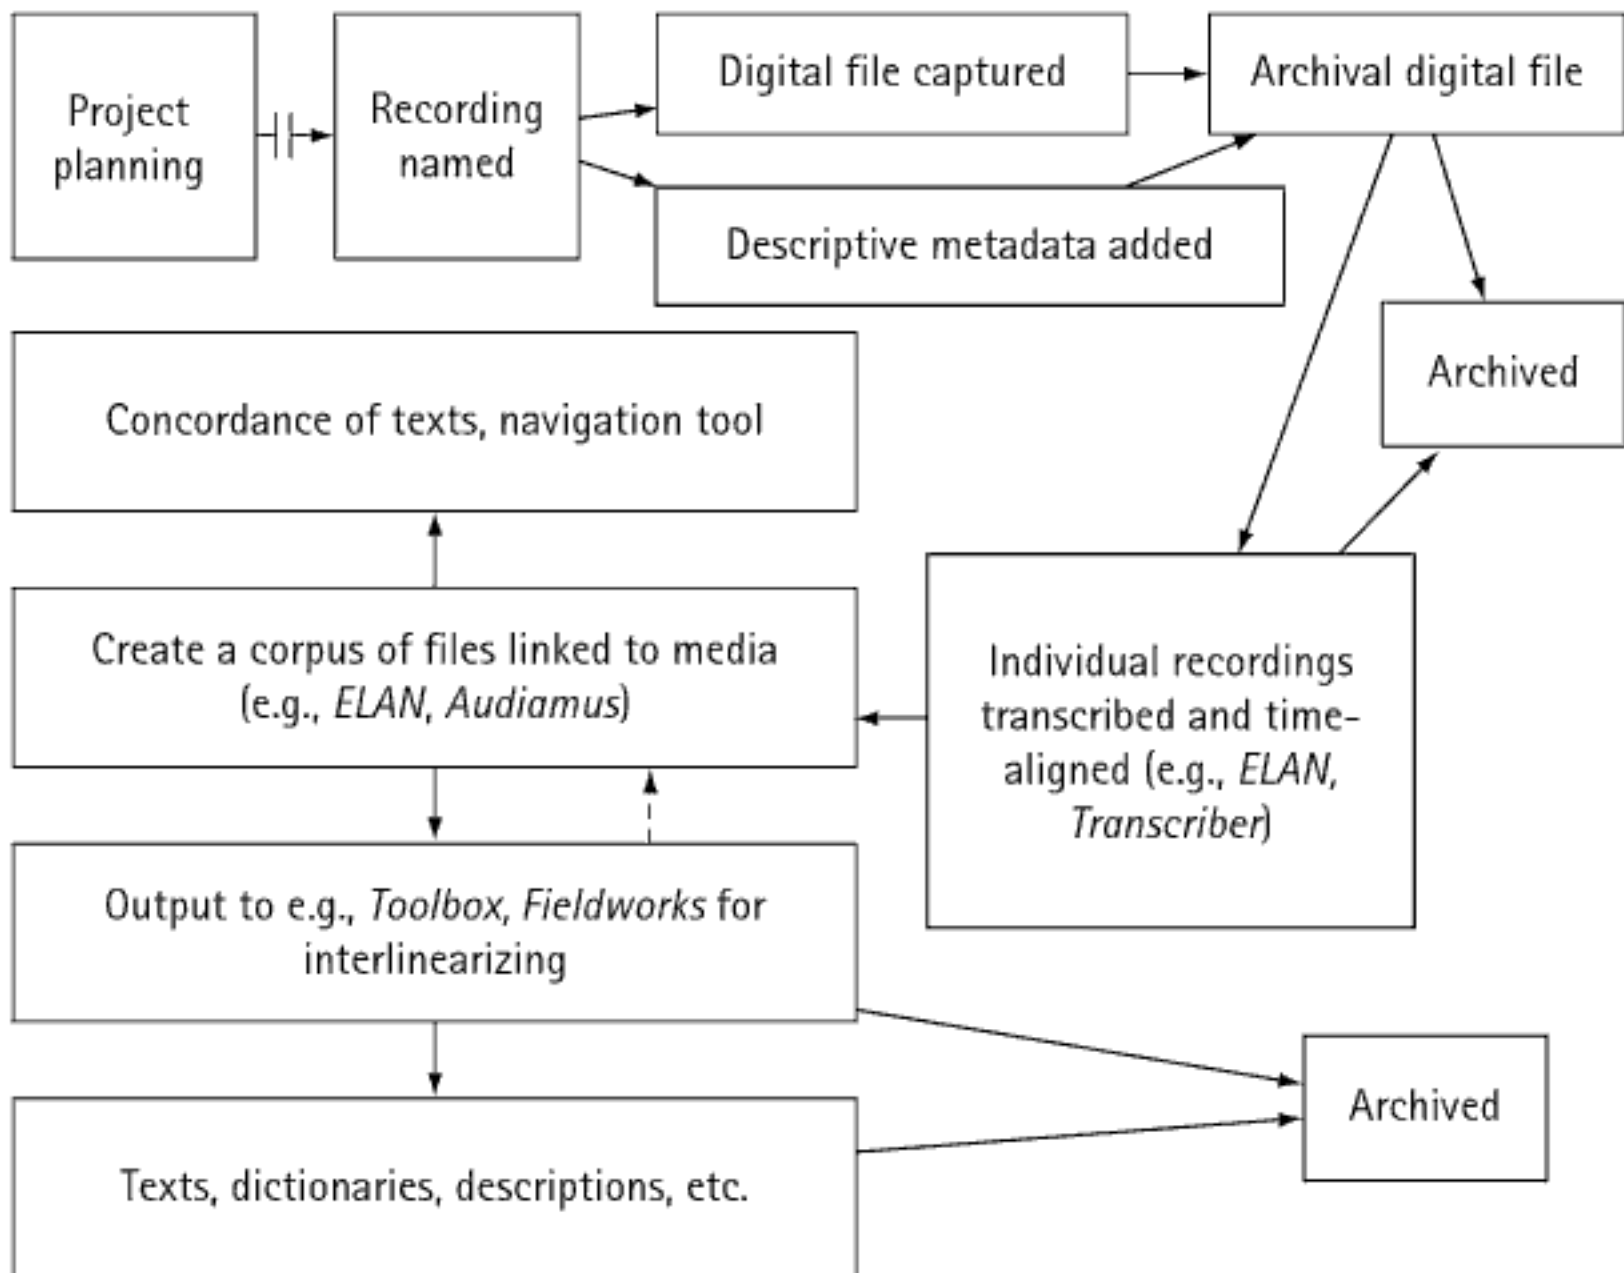 Project
planning
Recording
named
Digital file captured
Archival digital file
Descriptive metadata added
Archived
Concordance of texts, navigation tool
Create a corpus of files linked to media
(e.g., ELAN, Audiamus)
Individual recordings
transcribed and time-
aligned (e.g., ELAN,
Transcriber)
Output to e.g., Toolbox, Fieldworks for
interlinearizing
Archived
Texts, dictionaries, descriptions, etc.